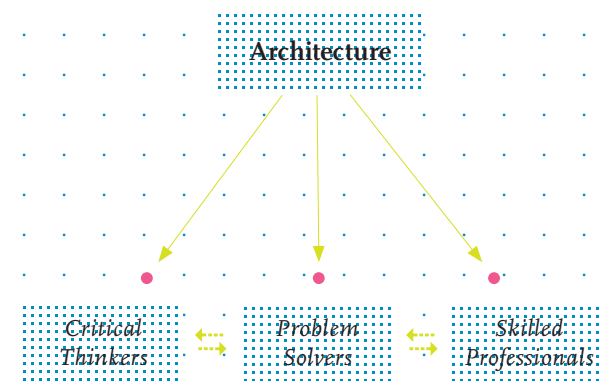 Architecture
Critical
Thinkers
Problem
Solvers
Skilled
Professionals